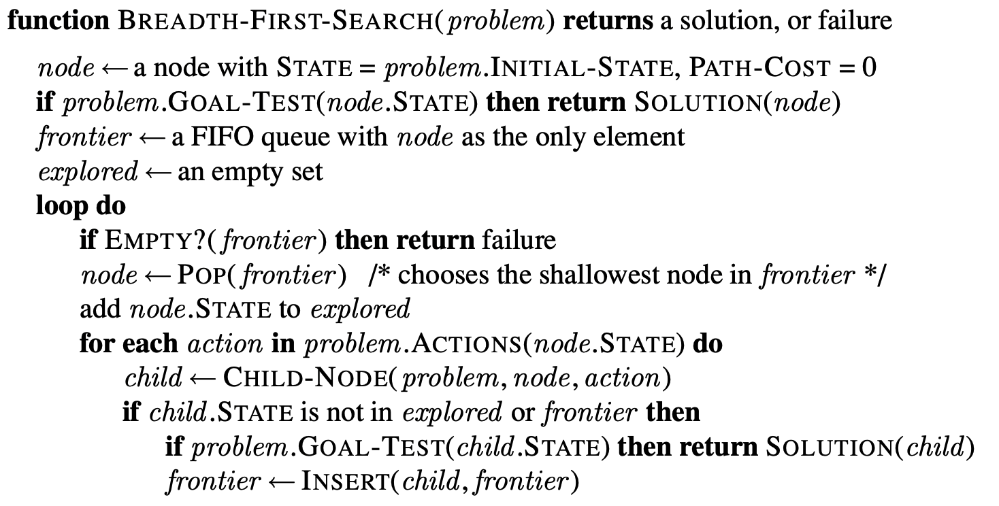 function BREADTH-FIRST-SEARCH(problem) returns a solution, or failure
node ← a node with STATE = problem.INITIAL-STATE, PATH-COST = 0
if problem.GOAL-TEST(node.STATE) then return SOLUTION(node)
frontier ← a FIFO queue with node as the only element
explored ← an empty set
loop do
if EMPTY?(frontier) then return failure
node ← POP(frontier) /* chooses the shallowest node in frontier */
add node.STATE to explored
for each action in problem.ACTIONS(node.STATE) do
child ← CHILD-NODE(problem, node, action)
if child.STATE is not in explored or frontier then
if problem.GOAL-TEST(child.STATE) then return SOLUTION(child)
frontier ← INSERT(child, frontier)